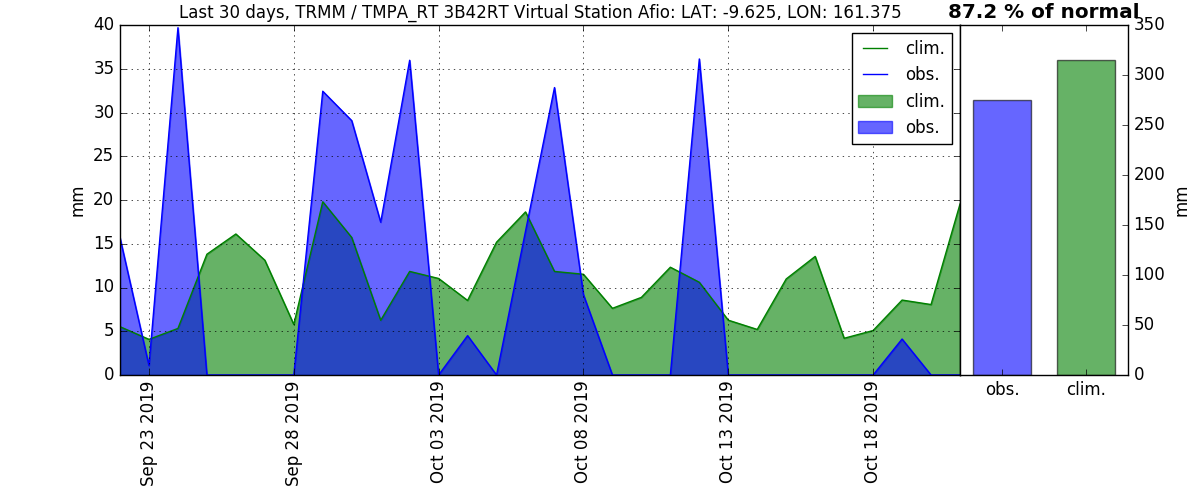 Last 30 days, TRMM / TMPA_RT 3B42RT Virtual Station Afio: LAT: -9.625, LON: 161.375
87.2 % of normal
40
35
30
25
20
15
10
5
0
mm
clim.
obs.
clim.
obs.
Sep 23 2019
Sep 28 2019
Oct 03 2019
Oct 08 2019
Oct 13 2019
Oct 18 2019
350
300
250
200
150
100
50
0
mm
obs.
clim.